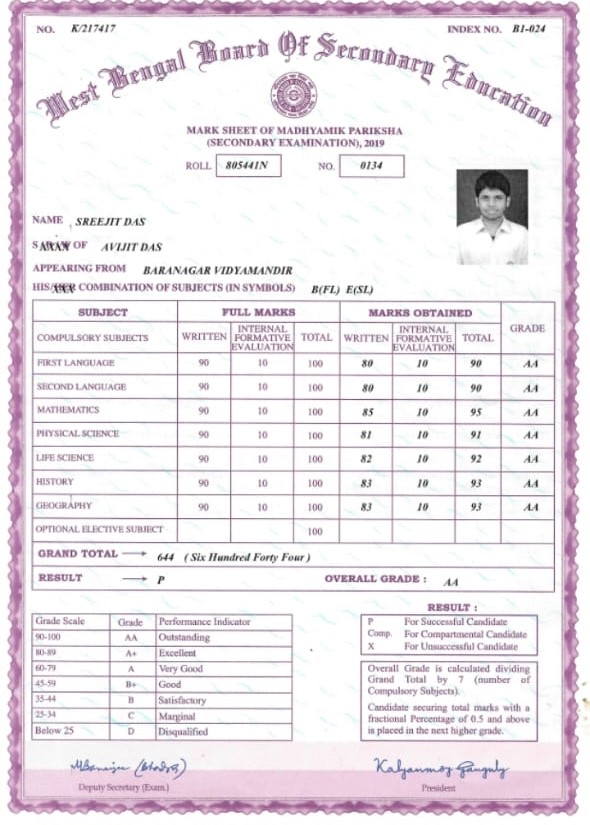 NO. K/217417 INDEX NO. B1-024
West Bengal Board Of Secondary Education
MARK SHEET OF MADHYAMIK PARIKSHA
(SECONDARY EXAMINATION), 2019
ROLL 805441N NO. 0134
NAME SREEJIT DAS
S OF AVIJIT DAS
APPEARING FROM BARANAGAR VIDYAMANDIR
HIS/HER COMBINATION OF SUBJECTS (IN SYMBOLS) B(FL) E(SL)
SUBJECT FULL MARKS MARKS OBTAINED GRADE
COMPULSORY SUBJECTS WRITTEN INTERNAL FORMATIVE EVALUATION TOTAL WRITTEN INTERNAL FORMATIVE EVALUATION TOTAL
FIRST LANGUAGE 90 10 100 80 10 90 AA
SECOND LANGUAGE 90 10 100 80 10 90 AA
MATHEMATICS 90 10 100 85 10 95 AA
PHYSICAL SCIENCE 90 10 100 81 10 91 AA
LIFE SCIENCE 90 10 100 82 10 92 AA
HISTORY 90 10 100 83 10 93 AA
GEOGRAPHY 90 10 100 83 10 93 AA
OPTIONAL ELECTIVE SUBJECT 100
GRAND TOTAL → 644 ( Six Hundred Forty Four )
RESULT → P OVERALL GRADE : AA
Grade Scale Grade Performance Indicator
90-100 AA Outstanding
80-89 A+ Excellent
60-79 A Very Good
45-59 B+ Good
35-44 B Satisfactory
25-34 C Marginal
Below 25 D Disqualified
RESULT :
P For Successful Candidate
Comp. For Compartmental Candidate
X For Unsuccessful Candidate
Overall Grade is calculated dividing
Grand Total by 7 (number of
Compulsory Subjects).
Candidate securing total marks with a
fractional Percentage of 0.5 and above
is placed in the next higher grade.
Kalyanmoy Ganguly
Deputy Secretary (Exam.) President